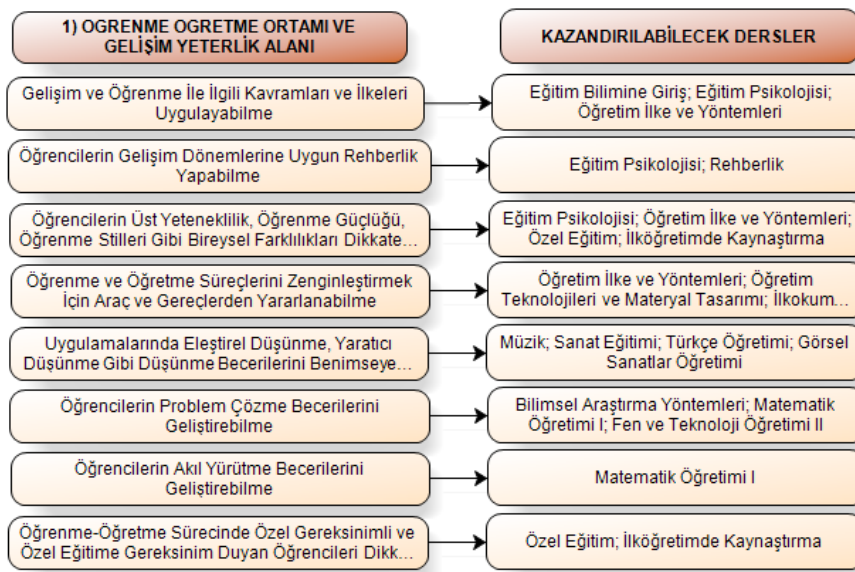 1) OGRENME OGRETME ORTAMI VE
GELİŞİM YETERLİK ALANI
KAZANDIRILABİLECEK DERSLER
Gelişim ve Öğrenme İle İlgili Kavramları ve İlkeleri
Uygulayabilme
Eğitim Bilimine Giriş; Eğitim Psikolojisi;
Öğretim İlke ve Yöntemleri
Öğrencilerin Gelişim Dönemlerine Uygun Rehberlik
Yapabilme
Eğitim Psikolojisi; Rehberlik
Öğrencilerin Üst Yeteneklilik, Öğrenme Güçlüğü,
Öğrenme Stilleri Gibi Bireysel Farklılıkları Dikkate...
Eğitim Psikolojisi; Öğretim İlke ve Yöntemleri;
Özel Eğitim; İlköğretimde Kaynaştırma
Öğrenme ve Öğretme Süreçlerini Zenginleştirmek
İçin Araç ve Gereçlerden Yararlanabilme
Öğretim İlke ve Yöntemleri; Öğretim
Teknolojileri ve Materyal Tasarımı; İlkokum...
Uygulamalarında Eleştirel Düşünme, Yaratıcı
Düşünme Gibi Düşünme Becerilerini Benimseye...
Müzik; Sanat Eğitimi; Türkçe Öğretimi; Görsel
Sanatlar Öğretimi
Öğrencilerin Problem Çözme Becerilerini
Geliştirebilme
Bilimsel Araştırma Yöntemleri; Matematik
Öğretimi I; Fen ve Teknoloji Öğretimi II
Öğrencilerin Akıl Yürütme Becerilerini
Geliştirebilme
Matematik Öğretimi I
Öğrenme-Öğretme Sürecinde Özel Gereksinimli ve
Özel Eğitime Gereksinim Duyan Öğrencileri Dikk...
Özel Eğitim; İlköğretimde Kaynaştırma